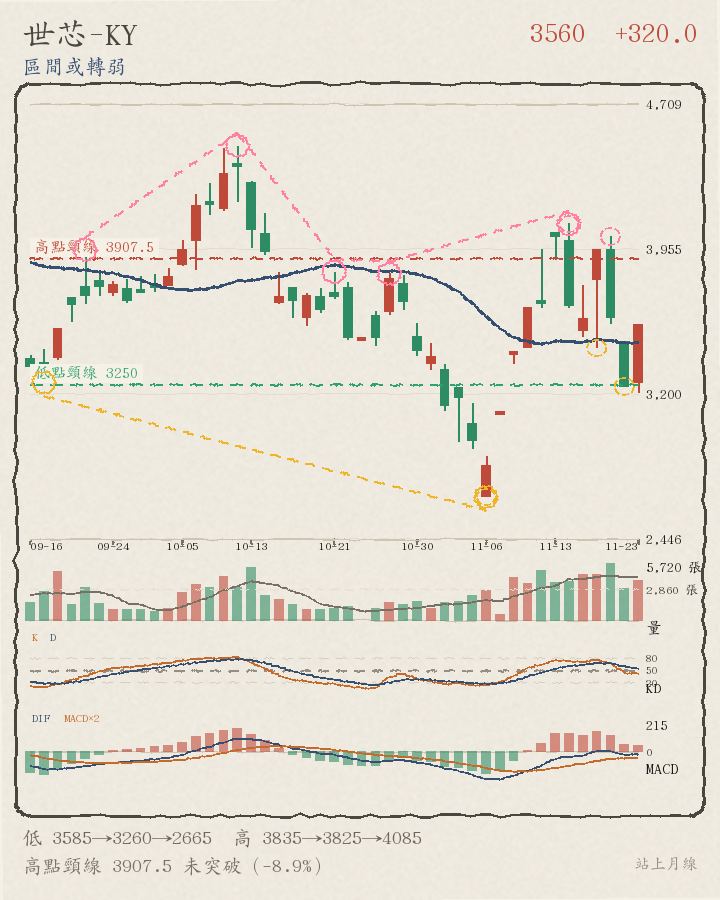 世芯-KY
3560 +320.0
區間或轉弱
4,709
高點頸線 3907.5
3,955
低點頸線 3250
3,200
2,446
09-16 09-24 10-05 10-13 10-21 10-30 11-06 11-13 11-23
5,720 張
2,860 張
量
K D
80
50
20
KD
DIF MACD×2
215
0
MACD
低 3585→3260→2665 高 3835→3825→4085
高點頸線 3907.5 未突破 (-8.9%)
站上月線